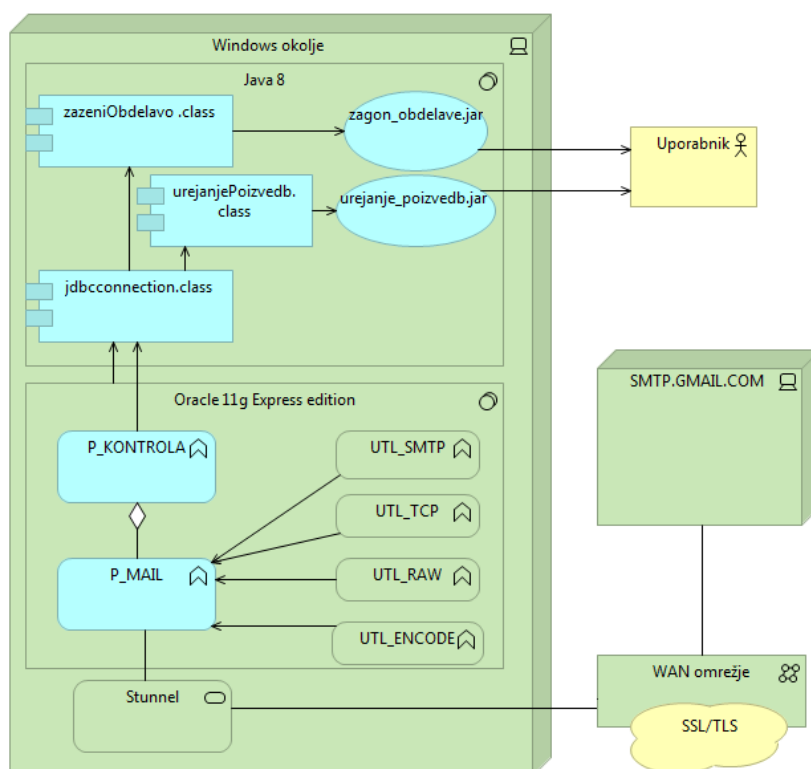 Windows okolje
Java 8
zazeniObdelavo .class
zagon_obdelave.jar
Uporabnik
urejanjePoizvedb.
class
urejanje_poizvedb.jar
jdbcconnection.class
SMTP.GMAIL.COM
Oracle 11g Express edition
P_KONTROLA
UTL_SMTP
UTL_TCP
P_MAIL
UTL_RAW
UTL_ENCODE
WAN omrežje
Stunnel
SSL/TLS